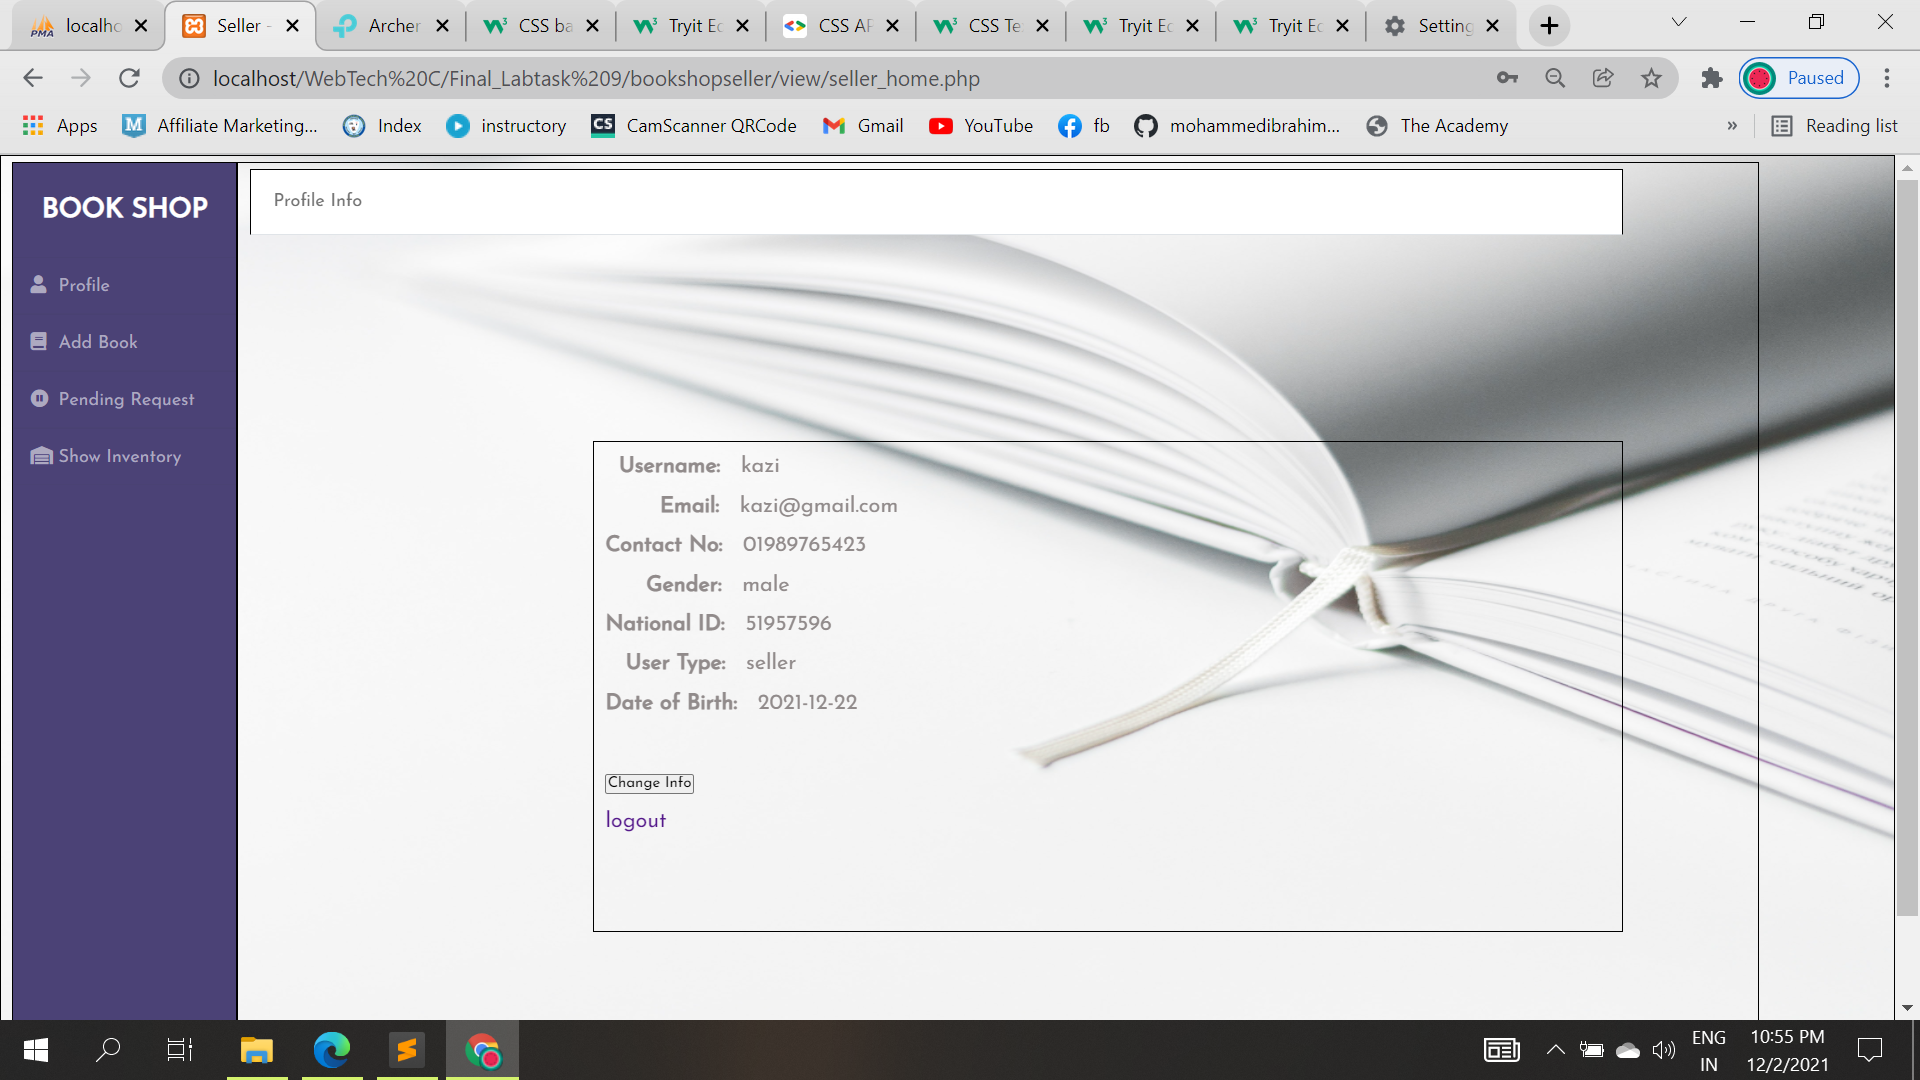 localho
Seller -
Archer
CSS ba
Tryit Ec
CSS AP
CSS Te
Tryit Ec
Tryit Ec
Setting
localhost/WebTech%20C/Final_Labtask%209/bookshopseller/view/seller_home.php
Paused
Apps
Affiliate Marketing...
Index
instructory
CS CamScanner QRCode
Gmail
YouTube
fb
mohammedibrahim...
The Academy
»
Reading list
BOOK SHOP
Profile Info
Profile
Add Book
Pending Request
Show Inventory
Username: kazi
Email: kazi@gmail.com
Contact No: 01989765423
Gender: male
National ID: 51957596
User Type: seller
Date of Birth: 2021-12-22
Change Info
logout
ENG
IN
10:55 PM
12/2/2021